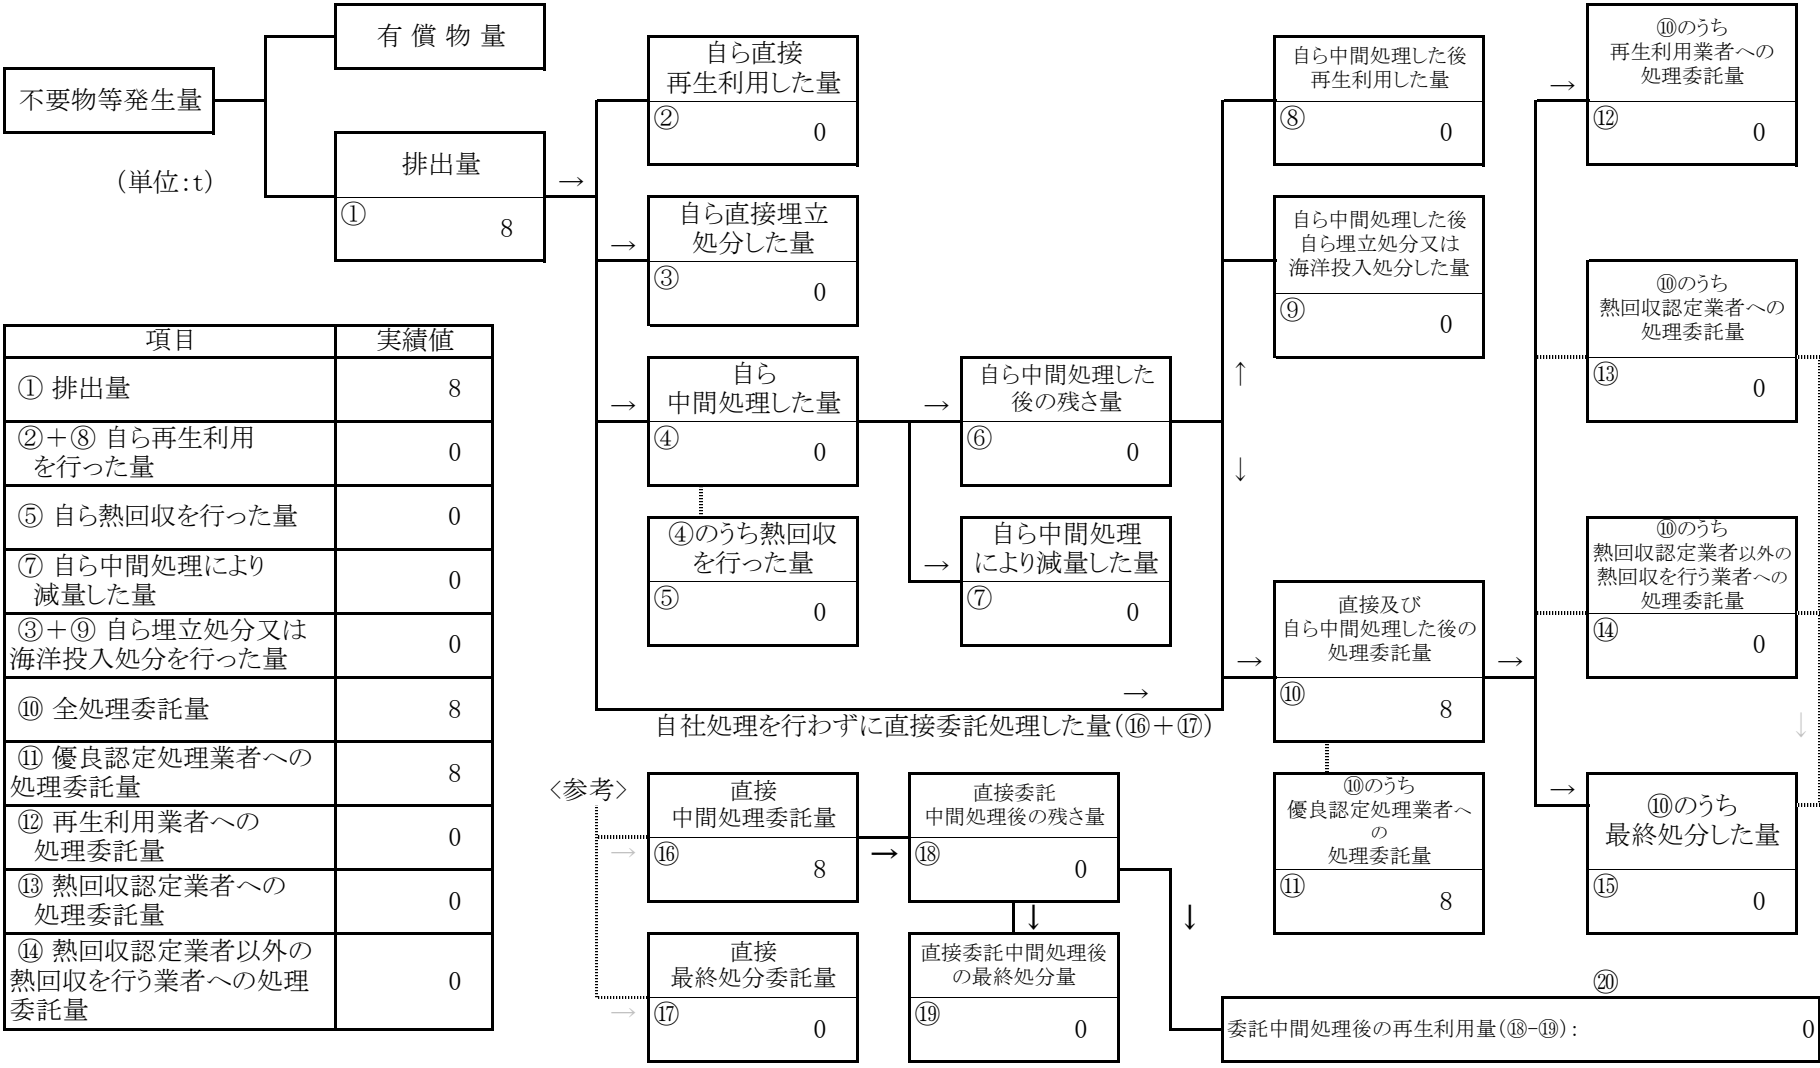 有 償 物 量
不要物等発生量
(単位:t)
排出量
→
①
8
自ら直接
再生利用した量
②
0
→
自ら直接埋立
処分した量
③
0
→
自ら
中間処理した量
④
0
④のうち熱回収
を行った量
⑤
0
→
自ら中間処理した
後の残さ量
⑥
0
→
自ら中間処理
により減量した量
⑦
0
自ら中間処理した後
再生利用した量
⑧
0
自ら中間処理した後
自ら埋立処分又は
海洋投入処分した量
⑨
0
↑
↓
→
直接及び
自ら中間処理した後の
処理委託量
⑩
8
→
⑩のうち
優良認定処理業者へ
の
処理委託量
⑪
8
→
⑩のうち
再生利用業者への
処理委託量
⑫
0
⑩のうち
熱回収認定業者への
処理委託量
⑬
0
⑩のうち
熱回収認定業者以外の
熱回収を行う業者への
処理委託量
⑭
0
↓
→
⑩のうち
最終処分した量
⑮
0
→
自社処理を行わずに直接委託処理した量(⑯+⑰)
〈参考〉
→
直接
中間処理委託量
⑯
8
→
直接委託
中間処理後の残さ量
⑱
0
↓
↓
→
直接
最終処分委託量
⑰
0
直接委託中間処理後
の最終処分量
⑲
0
⑳
委託中間処理後の再生利用量(⑱-⑲): 0
項目 実績値
① 排出量 8
②+⑧ 自ら再生利用
を行った量 0
⑤ 自ら熱回収を行った量 0
⑦ 自ら中間処理により
減量した量 0
③+⑨ 自ら埋立処分又は
海洋投入処分を行った量 0
⑩ 全処理委託量 8
⑪ 優良認定処理業者への
処理委託量 8
⑫ 再生利用業者への
処理委託量 0
⑬ 熱回収認定業者への
処理委託量 0
⑭ 熱回収認定業者以外の
熱回収を行う業者への処理
委託量 0